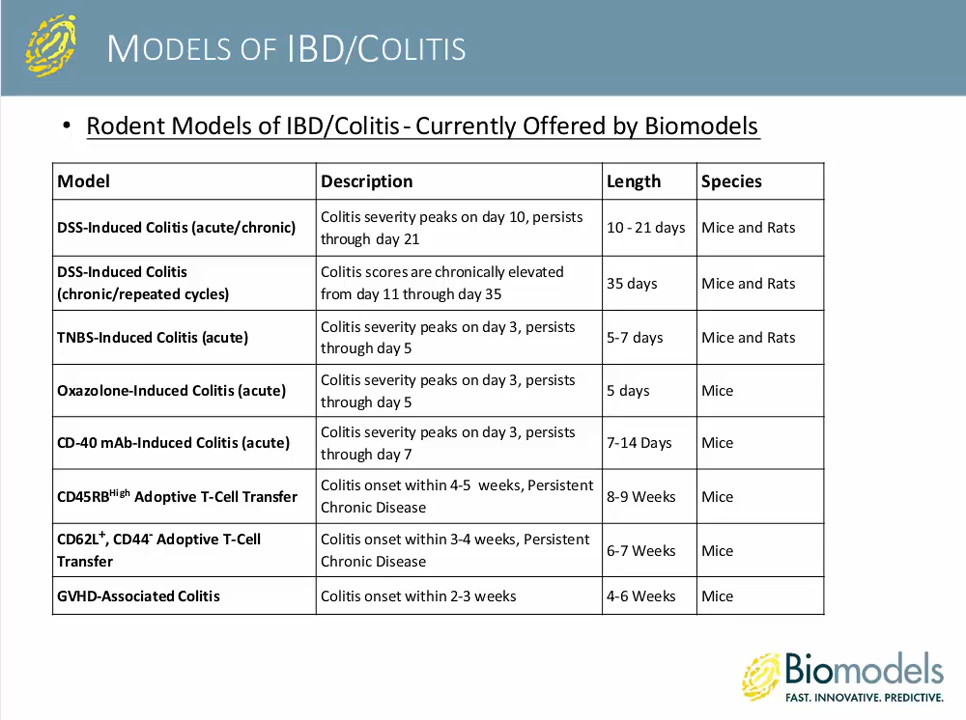 MODELS OF IBD/COLITIS
• Rodent Models of IBD/Colitis - Currently Offered by Biomodels
Model Description Length Species
DSS-Induced Colitis (acute/chronic) Colitis severity peaks on day 10, persists through day 21 10 - 21 days Mice and Rats
DSS-Induced Colitis (chronic/repeated cycles) Colitis scores are chronically elevated from day 11 through day 35 35 days Mice and Rats
TNBS-Induced Colitis (acute) Colitis severity peaks on day 3, persists through day 5 5-7 days Mice and Rats
Oxazolone-Induced Colitis (acute) Colitis severity peaks on day 3, persists through day 5 5 days Mice
CD-40 mAb-Induced Colitis (acute) Colitis severity peaks on day 3, persists through day 7 7-14 Days Mice
CD45RBHigh Adoptive T-Cell Transfer Colitis onset within 4-5 weeks, Persistent Chronic Disease 8-9 Weeks Mice
CD62L+, CD44- Adoptive T-Cell Transfer Colitis onset within 3-4 weeks, Persistent Chronic Disease 6-7 Weeks Mice
GVHD-Associated Colitis Colitis onset within 2-3 weeks 4-6 Weeks Mice
Biomodels
FAST. INNOVATIVE. PREDICTIVE.